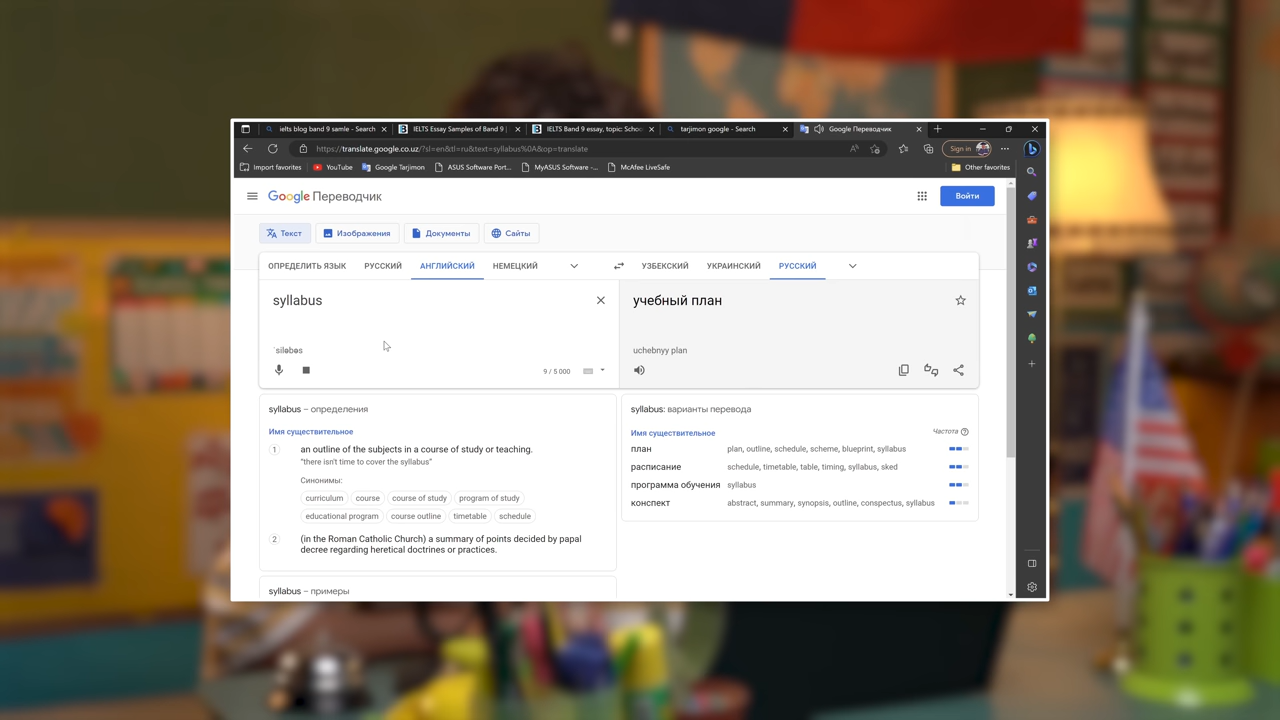 ielts blog band 9 samle - Search
IELTS Essay Samples of Band 9 |
IELTS Band 9 essay, topic: Schoo
tarjimon google - Search
Google Переводчик
https://translate.google.co.uz/?sl=en&tl=ru&text=syllabus%0A&op=translate
Sign in
Import favorites
YouTube
Google Tarjimon
ASUS Software Port...
MyASUS Software -...
McAfee LiveSafe
Other favorites
Google Переводчик
Войти
Текст
Изображения
Документы
Сайты
ОПРЕДЕЛИТЬ ЯЗЫК РУССКИЙ АНГЛИЙСКИЙ НЕМЕЦКИЙ
УЗБЕКСКИЙ УКРАИНСКИЙ РУССКИЙ
syllabus
ˈsiləbəs
9 / 5 000
учебный план
uchebnyy plan
syllabus – определения
Имя существительное
1 an outline of the subjects in a course of study or teaching.
"there isn't time to cover the syllabus"
Синонимы:
curriculum course course of study program of study
educational program course outline timetable schedule
2 (in the Roman Catholic Church) a summary of points decided by papal
decree regarding heretical doctrines or practices.
syllabus – примеры
syllabus: варианты перевода
Имя существительное Частота
план plan, outline, schedule, scheme, blueprint, syllabus
расписание schedule, timetable, table, timing, syllabus, sked
программа обучения syllabus
конспект abstract, summary, synopsis, outline, conspectus, syllabus